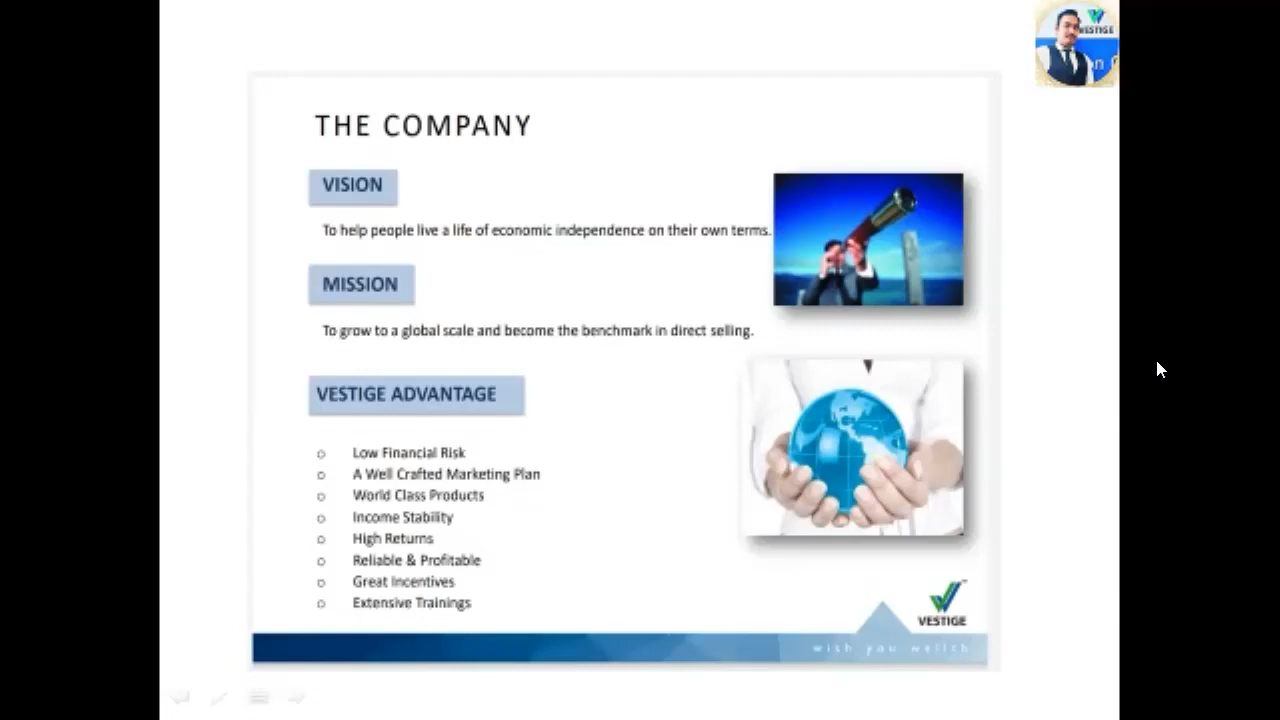 VESTIGE
THE COMPANY
VISION
To help people live a life of economic independence on their own terms.
MISSION
To grow to a global scale and become the benchmark in direct selling.
VESTIGE ADVANTAGE
Low Financial Risk
A Well Crafted Marketing Plan
World Class Products
Income Stability
High Returns
Reliable & Profitable
Great Incentives
Extensive Trainings
VESTIGE
wish you wellth